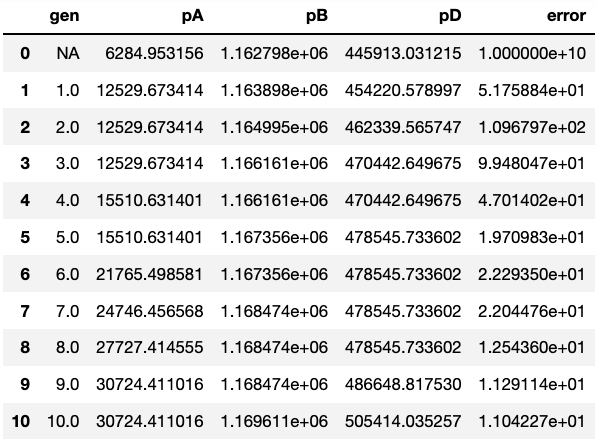 gen pA pB pD error
0 NA 6284.953156 1.162798e+06 445913.031215 1.000000e+10
1 1.0 12529.673414 1.163898e+06 454220.578997 5.175884e+01
2 2.0 12529.673414 1.164995e+06 462339.565747 1.096797e+02
3 3.0 12529.673414 1.166161e+06 470442.649675 9.948047e+01
4 4.0 15510.631401 1.166161e+06 470442.649675 4.701402e+01
5 5.0 15510.631401 1.167356e+06 478545.733602 1.970983e+01
6 6.0 21765.498581 1.167356e+06 478545.733602 2.229350e+01
7 7.0 24746.456568 1.168474e+06 478545.733602 2.204476e+01
8 8.0 27727.414555 1.168474e+06 478545.733602 1.254360e+01
9 9.0 30724.411016 1.168474e+06 486648.817530 1.129114e+01
10 10.0 30724.411016 1.169611e+06 505414.035257 1.104227e+01